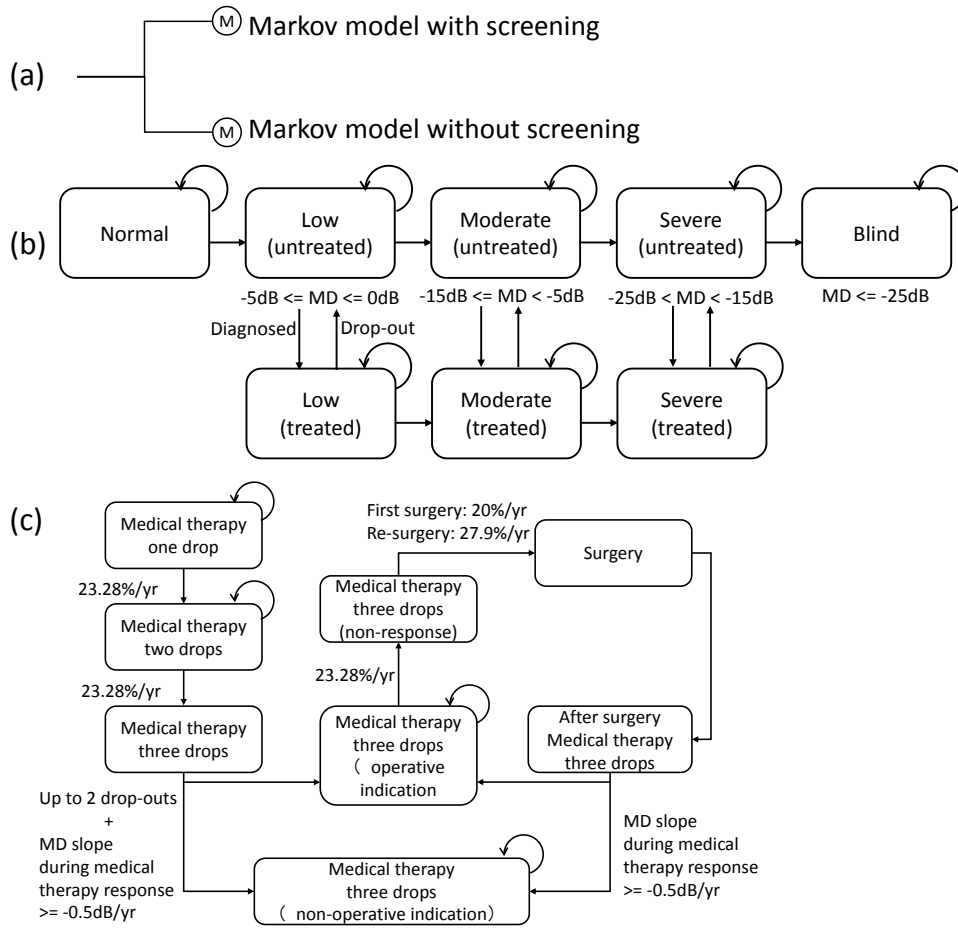 (a)
M
Markov model with screening
M
Markov model without screening
(b)
Normal
Low
(untreated)
Moderate
(untreated)
Severe
(untreated)
Blind
-5dB <= MD <= 0dB
-15dB <= MD < -5dB
-25dB < MD < -15dB
MD <= -25dB
Diagnosed
Drop-out
Low
(treated)
Moderate
(treated)
Severe
(treated)
(c)
Medical therapy
one drop
23.28%/yr
Medical therapy
two drops
23.28%/yr
Medical therapy
three drops
Up to 2 drop-outs
+
MD slope
during medical
therapy response
>= -0.5dB/yr
First surgery: 20%/yr
Re-surgery: 27.9%/yr
Surgery
Medical therapy
three drops
(non-response)
23.28%/yr
Medical therapy
three drops
( operative
indication
After surgery
Medical therapy
three drops
MD slope
during medical
therapy response
>= -0.5dB/yr
Medical therapy
three drops
( non-operative indication)